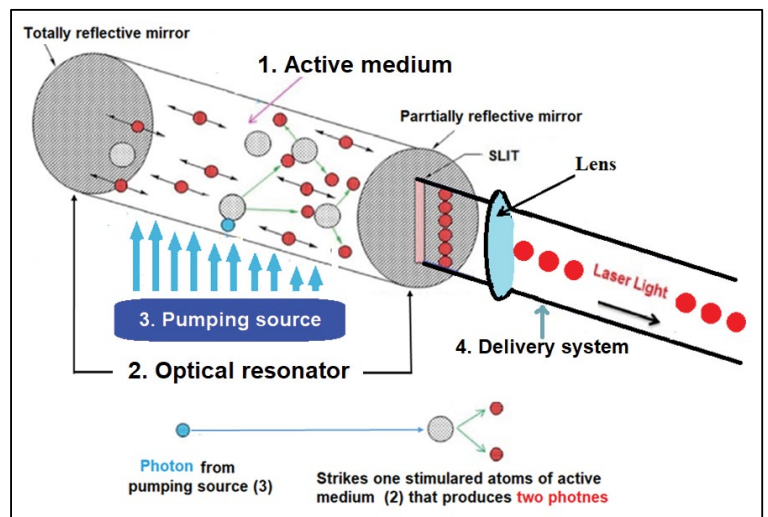 Totally reflective mirror
1. Active medium
Parrtially reflective mirror
SLIT
Lens
Laser Light
3. Pumping source
4. Delivery system
2. Optical resonator
Photon from
pumping source (3)
Strikes one stimulared atoms of active
medium (2) that produces two photnes